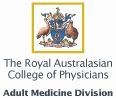 The Royal Australasian
College of Physicians
Adult Medicine Division